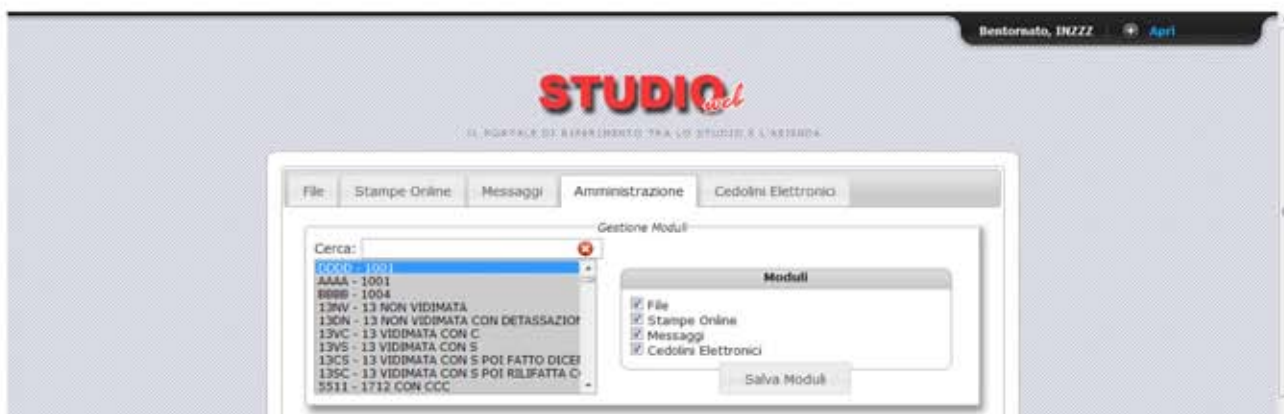 Bentornato, INZZZ Apri
STUDIO web
IL PORTALE DI RIFERIMENTO TRA LO STUDIO E L'AZIENDA
File Stampe Online Messaggi Amministrazione Cedolini Elettronici
Gestione Moduli
Cerca:
DDDD - 1001
AAAA - 1001
BBBB - 1004
13NV - 13 NON VIDIMATA
13DN - 13 NON VIDIMATA CON DETASSAZION
13VC - 13 VIDIMATA CON C
13VS - 13 VIDIMATA CON S
13CS - 13 VIDIMATA CON S POI FATTO DICEM
13SC - 13 VIDIMATA CON S POI RILIFATTA C
5511 - 1712 CON CCC
Moduli
File
Stampe Online
Messaggi
Cedolini Elettronici
Salva Moduli